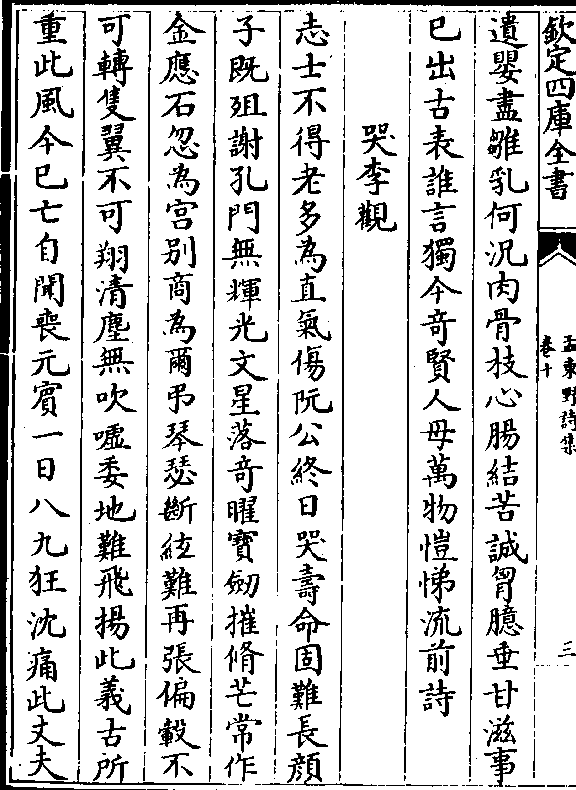 欽定四庫全書
孟東野詩集
卷十
三
遺嬰盡雛乳何況肉骨枝心腸結苦誠胷臆垂甘滋事
已出古表誰言獨今奇賢人毋萬物愷悌流前詩
哭李觀
志士不得老多為直氣傷阮公終日哭壽命固難長顔
子既殂謝孔門無輝光文星落奇曜寶劒摧脩芒常作
金應石忽為宫别商為爾弔琴瑟斷絃難再張偏轂不
可轉隻翼不可翔清塵無吹噓委地難飛揚此義古所
重此風今已亡自聞喪元賓一日八九狂沈痛此丈夫